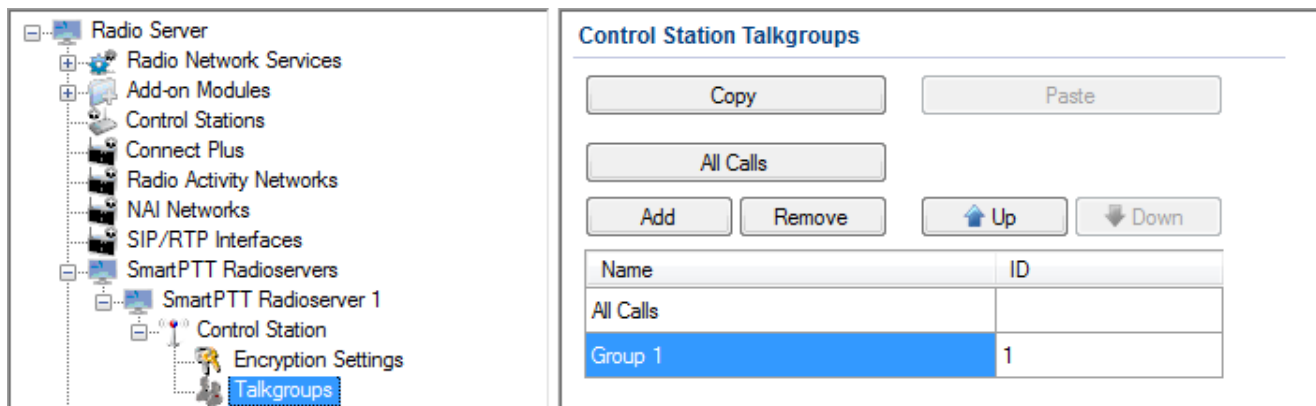 Radio Server
Radio Network Services
Add-on Modules
Control Stations
Connect Plus
Radio Activity Networks
NAI Networks
SIP/RTP Interfaces
SmartPTT Radioservers
SmartPTT Radioserver 1
Control Station
Encryption Settings
Talkgroups
Control Station Talkgroups
Copy Paste
All Calls
Add Remove Up Down
Name ID
All Calls
Group 1 1